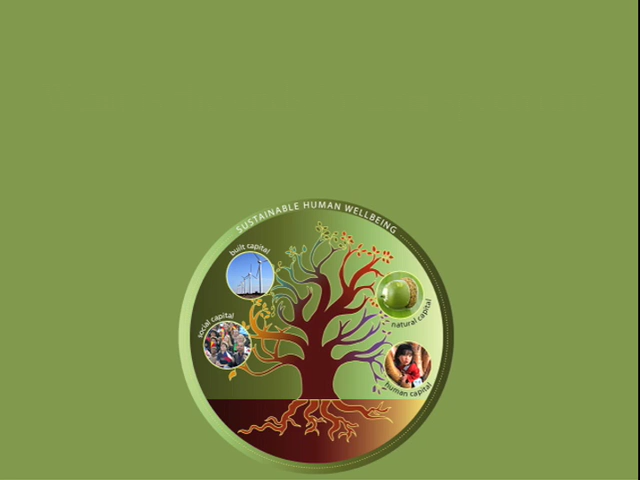 SUSTAINABLE HUMAN WELLBEING
built capital
natural capital
social capital
human capital